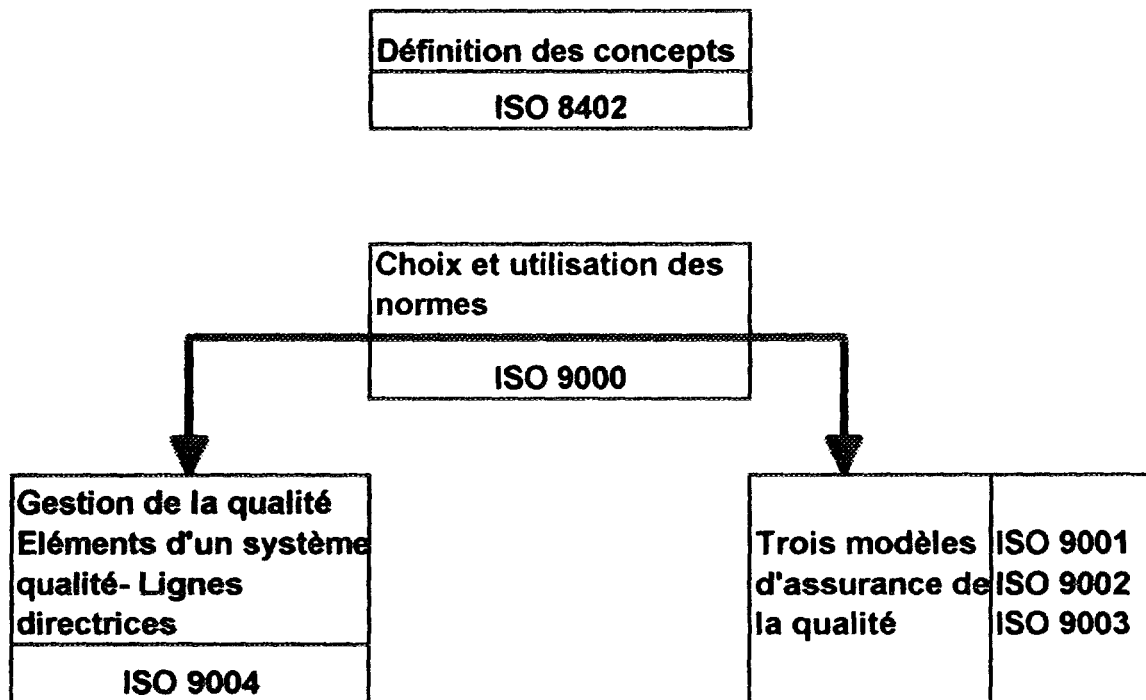 Définition des concepts
ISO 8402
Choix et utilisation des
normes
ISO 9000
Gestion de la qualité
Eléments d'un système
qualité- Lignes
directrices
ISO 9004
Trois modèles
d'assurance de
la qualité
ISO 9001
ISO 9002
ISO 9003